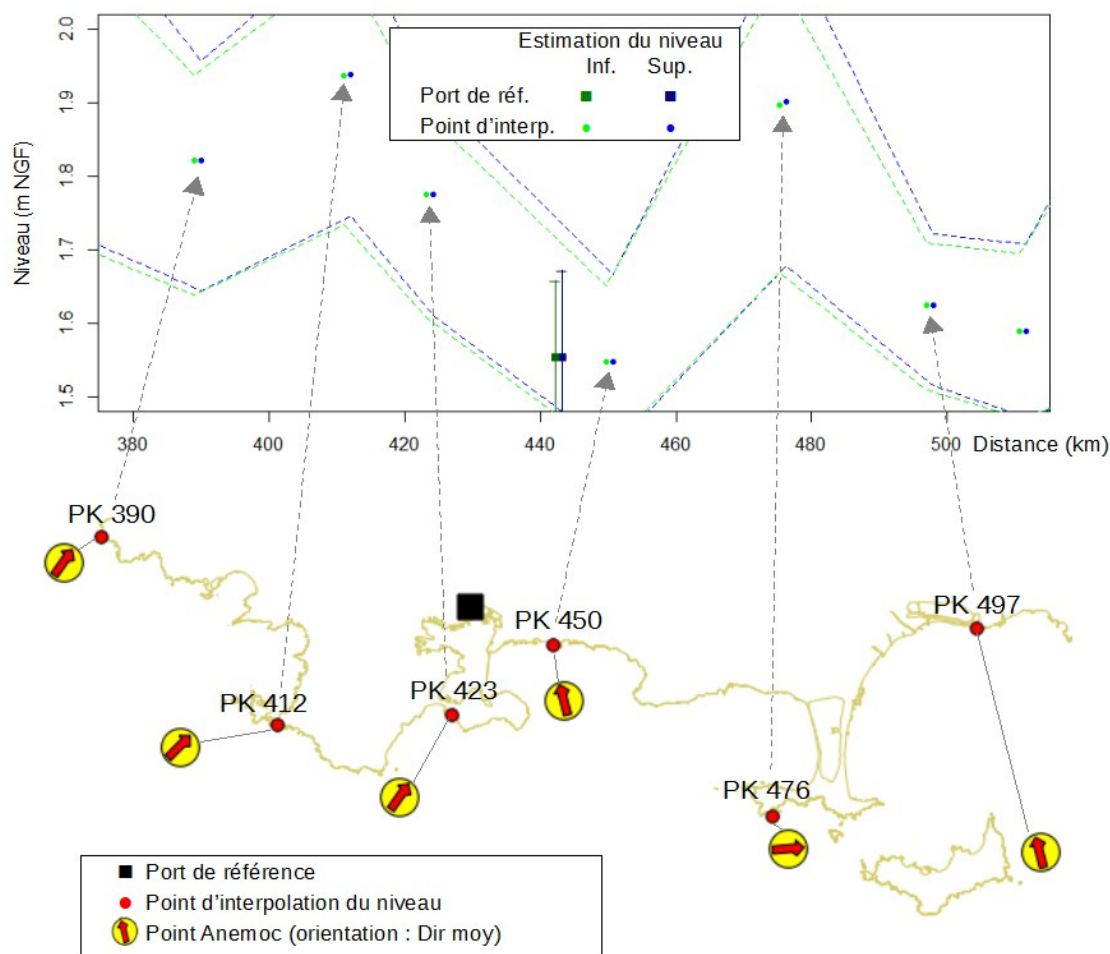 Niveau (m NGF)
2.0
1.9
1.8
1.7
1.6
1.5
Estimation du niveau
Inf. Sup.
Port de réf.
Point d’interp.
380 400 420 440 460 480 500 Distance (km)
PK 390
PK 412
PK 423
PK 450
PK 476
PK 497
Port de référence
Point d’interpolation du niveau
Point Anemoc (orientation : Dir moy)